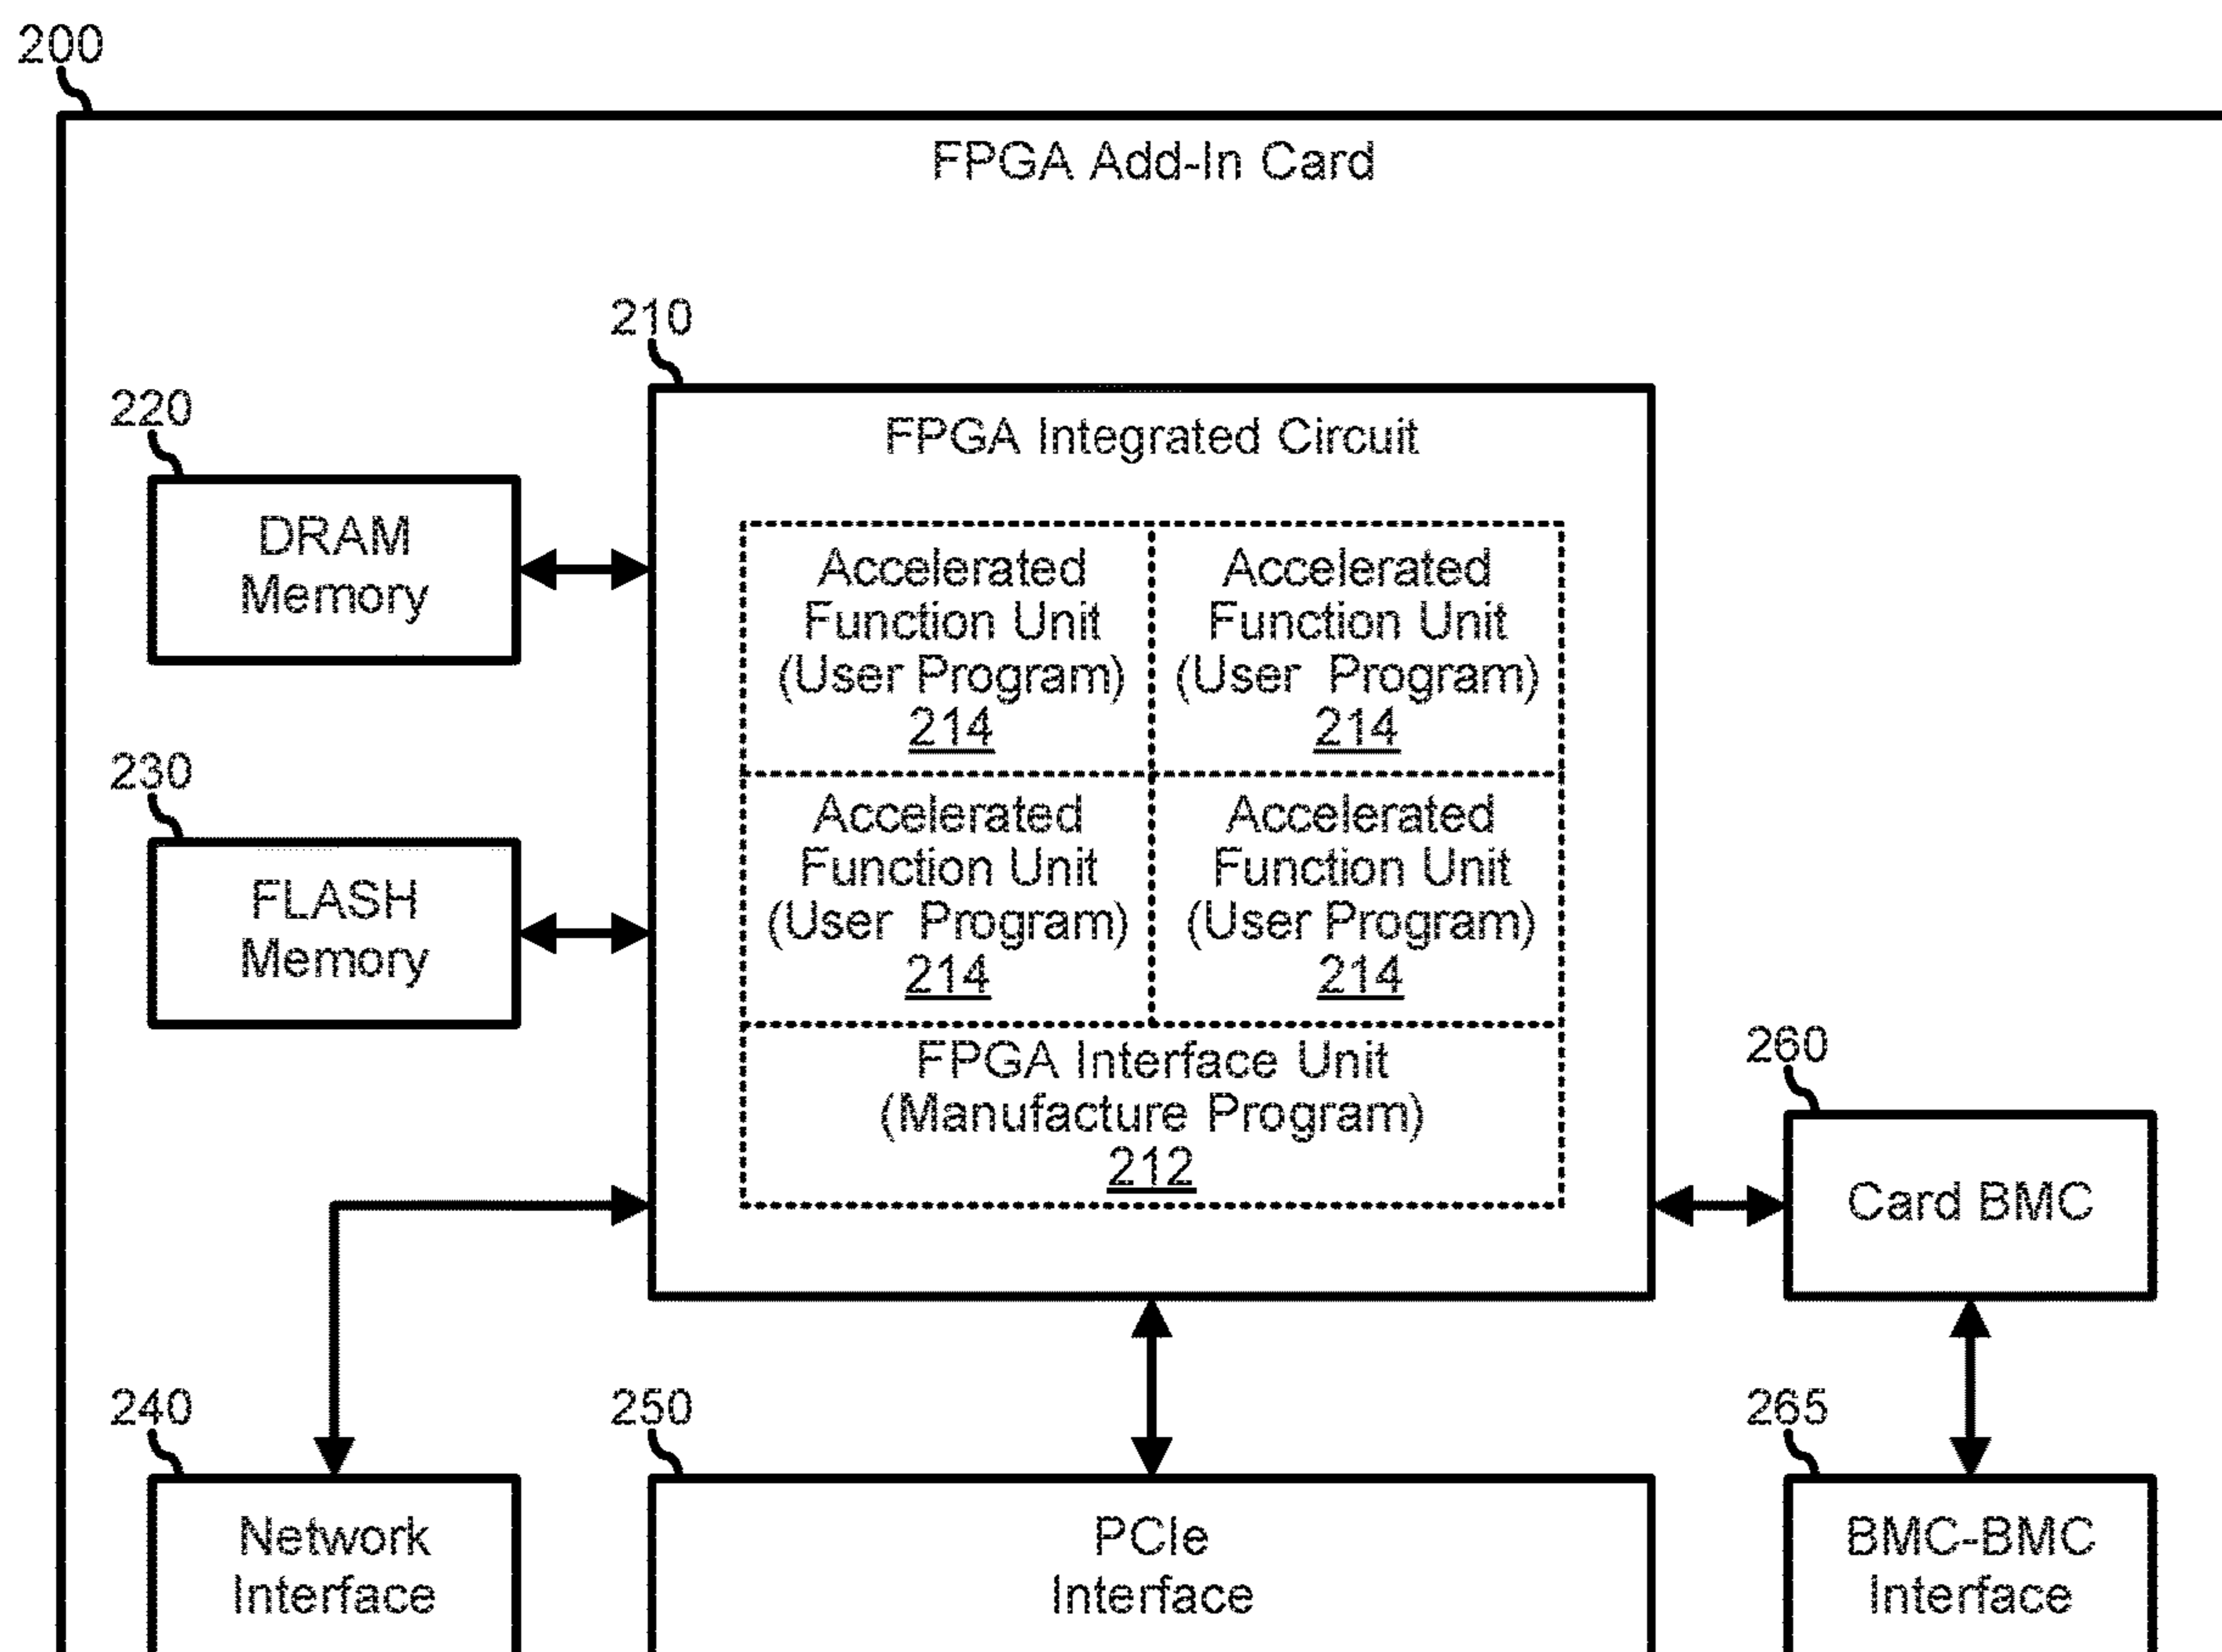 200
FPGA Add-In Card
210
FPGA Integrated Circuit
220
DRAM
Memory
230
FLASH
Memory
Accelerated
Function Unit
(User Program)
214
Accelerated
Function Unit
(User Program)
214
Accelerated
Function Unit
(User Program)
214
Accelerated
Function Unit
(User Program)
214
FPGA Interface Unit
(Manufacture Program)
212
260
Card BMC
240
Network
Interface
250
PCIe
Interface
265
BMC-BMC
Interface